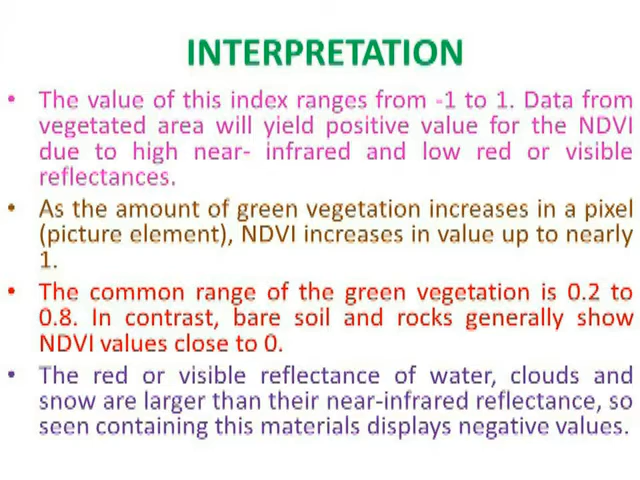 INTERPRETATION
• The value of this index ranges from -1 to 1. Data from
vegetated area will yield positive value for the NDVI
due to high near- infrared and low red or visible
reflectances.
• As the amount of green vegetation increases in a pixel
(picture element), NDVI increases in value up to nearly
1.
• The common range of the green vegetation is 0.2 to
0.8. In contrast, bare soil and rocks generally show
NDVI values close to 0.
• The red or visible reflectance of water, clouds and
snow are larger than their near-infrared reflectance, so
seen containing this materials displays negative values.